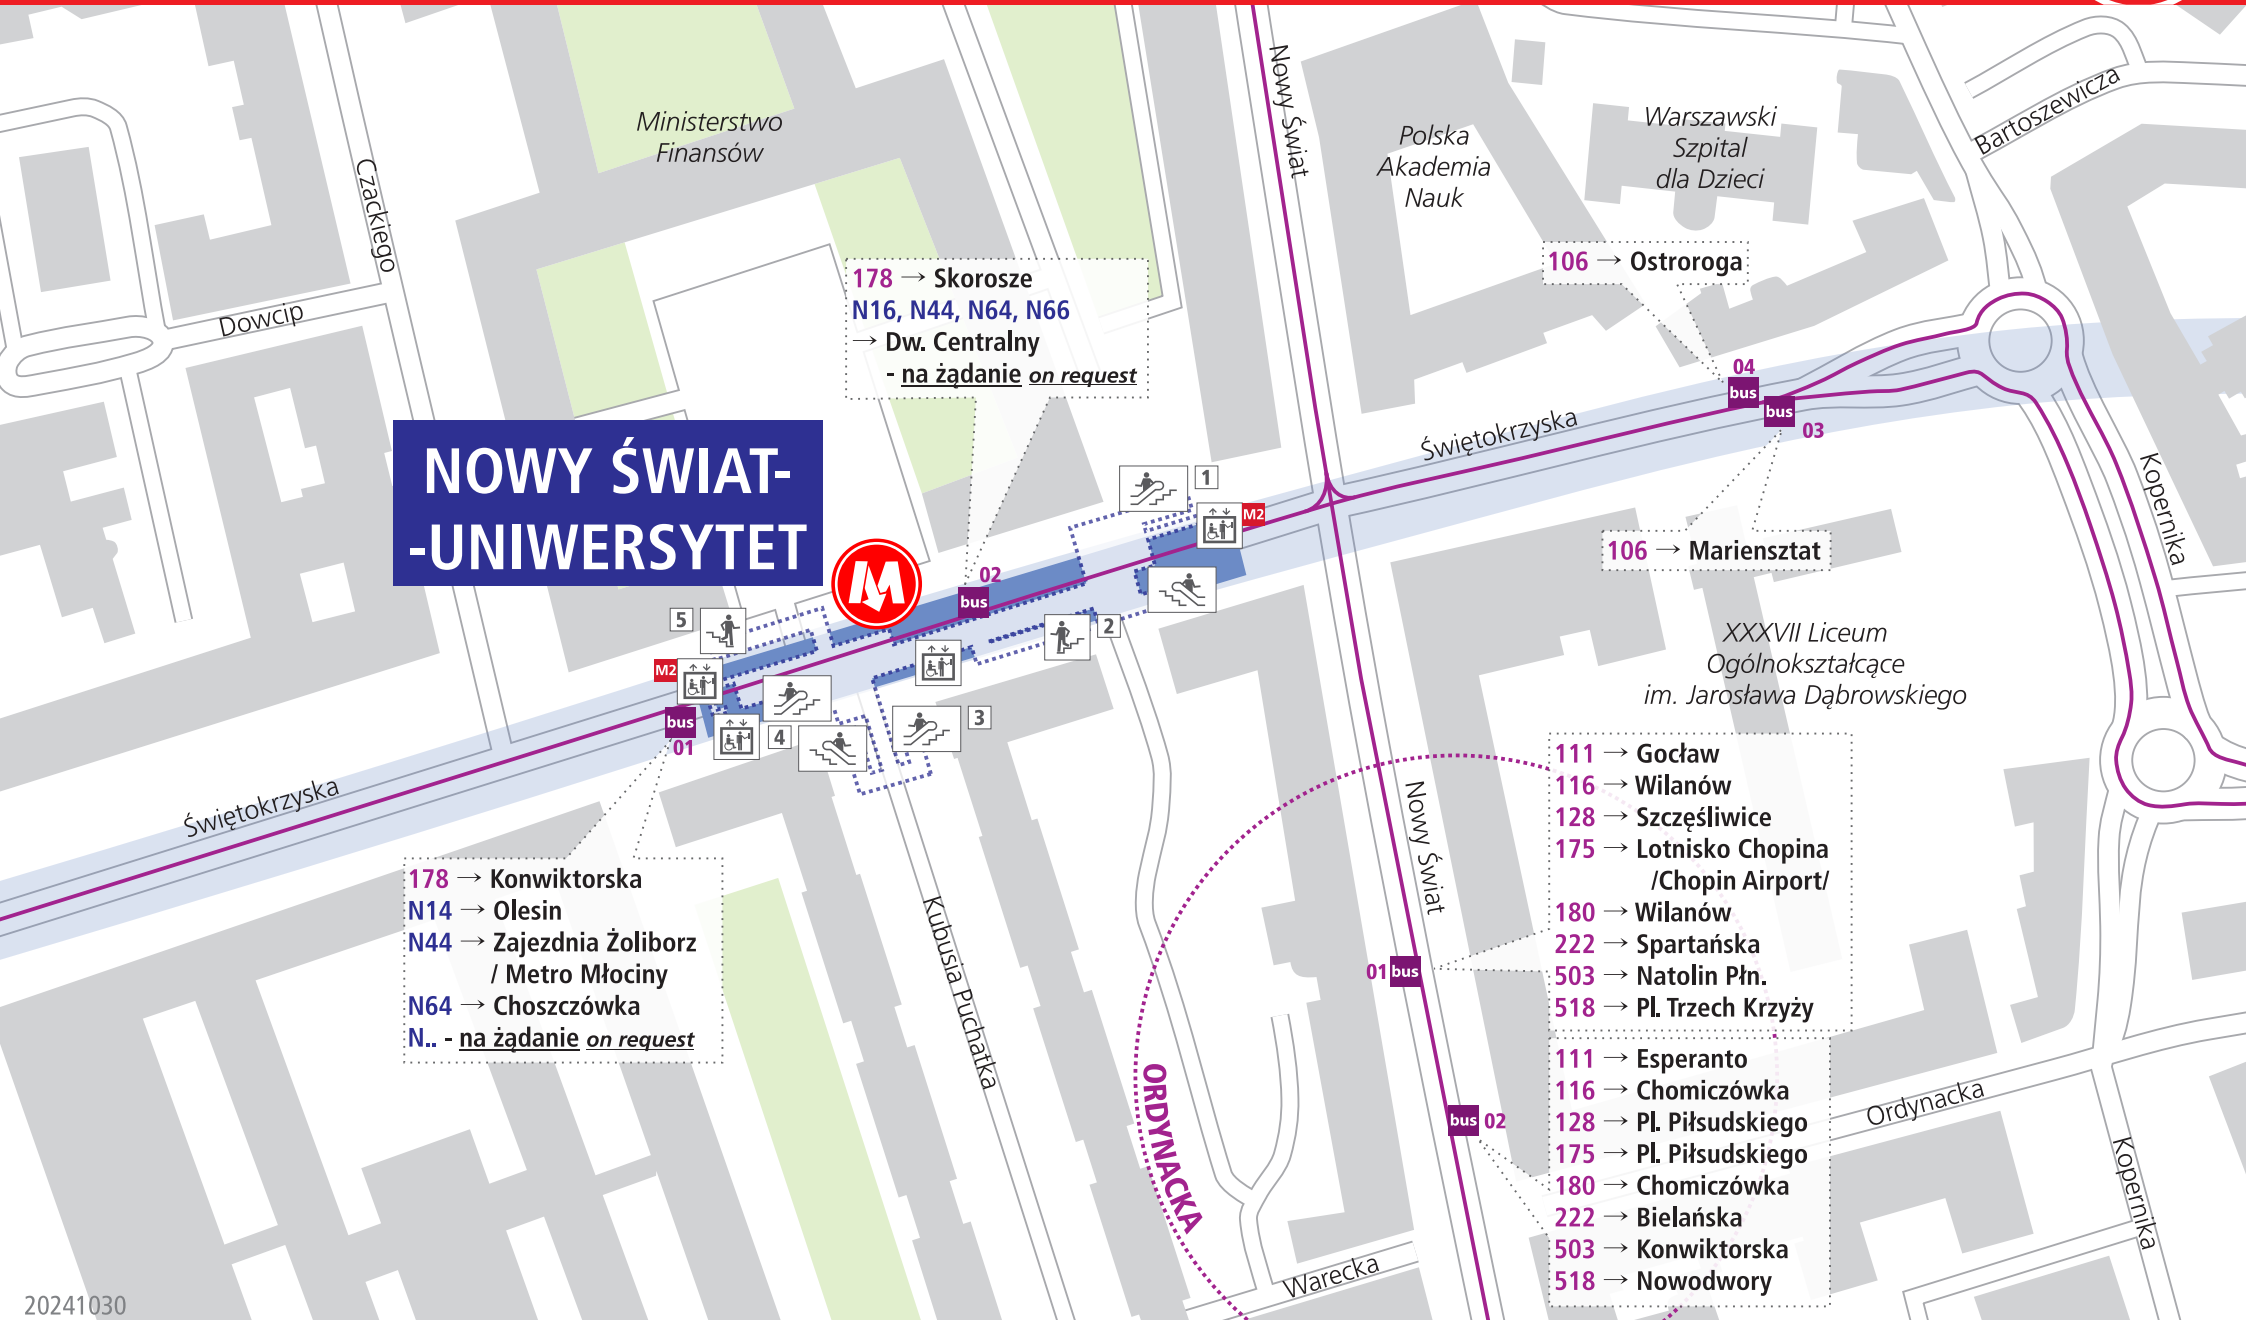 Nowy Świat
Bartoszewicza
Ministerstwo
Finansów
Polska
Akademia
Nauk
Warszawski
Szpital
dla Dzieci
Czackiego
Dowcip
178 → Skorosze
N16, N44, N64, N66
→ Dw. Centralny
- na żądanie on request
106 → Ostroroga
04
bus
bus
03
Świętokrzyska
Kopernika
NOWY ŚWIAT-
-UNIWERSYTET
1
M2
106 → Mariensztat
02
bus
M
5
2
M2
bus
01
4
3
XXXVII Liceum
Ogólnokształcące
im. Jarosława Dąbrowskiego
Świętokrzyska
178 → Konwiktorska
N14 → Olesin
N44 → Zajezdnia Żoliborz
/ Metro Młociny
N64 → Choszczówka
N.. - na żądanie on request
Kubusia Puchatka
Nowy Świat
111 → Gocław
116 → Wilanów
128 → Szczęśliwice
175 → Lotnisko Chopina
/Chopin Airport/
180 → Wilanów
222 → Spartańska
503 → Natolin Płn.
518 → Pl. Trzech Krzyży
01 bus
ORDYNACKA
bus 02
111 → Esperanto
116 → Chomiczówka
128 → Pl. Piłsudskiego
175 → Pl. Piłsudskiego
180 → Chomiczówka
222 → Bielańska
503 → Konwiktorska
518 → Nowodwory
Ordynacka
Kopernika
Warecka
20241030